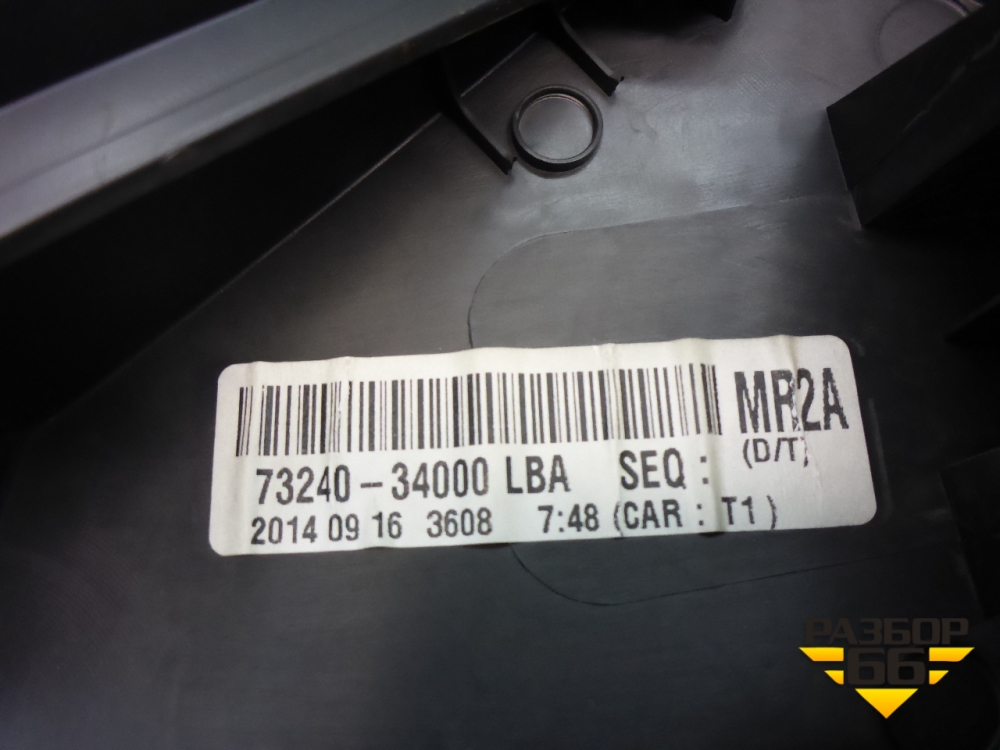 MR2A
(D/T)
73240-34000 LBA SEQ :
2014 09 16 3608 7:48 (CAR : T1)
РАЗБОР
66